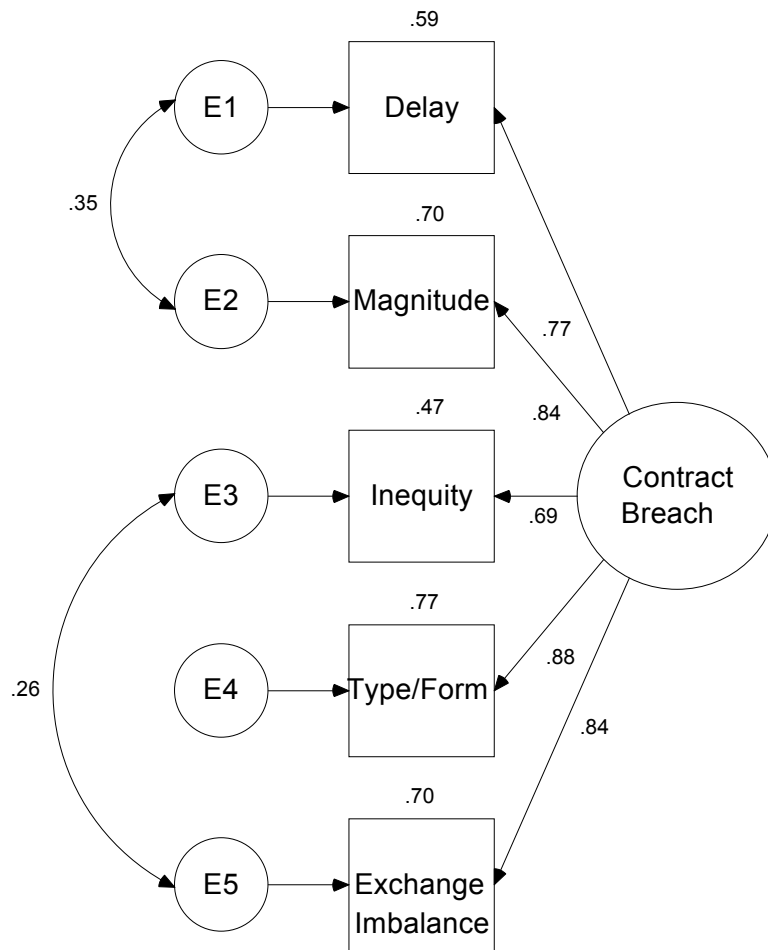 .59
E1
Delay
.35
.70
E2
Magnitude
.77
.84
.47
E3
Inequity
.69
Contract
Breach
.77
E4
Type/Form
.88
.26
.84
.70
E5
Exchange
Imbalance